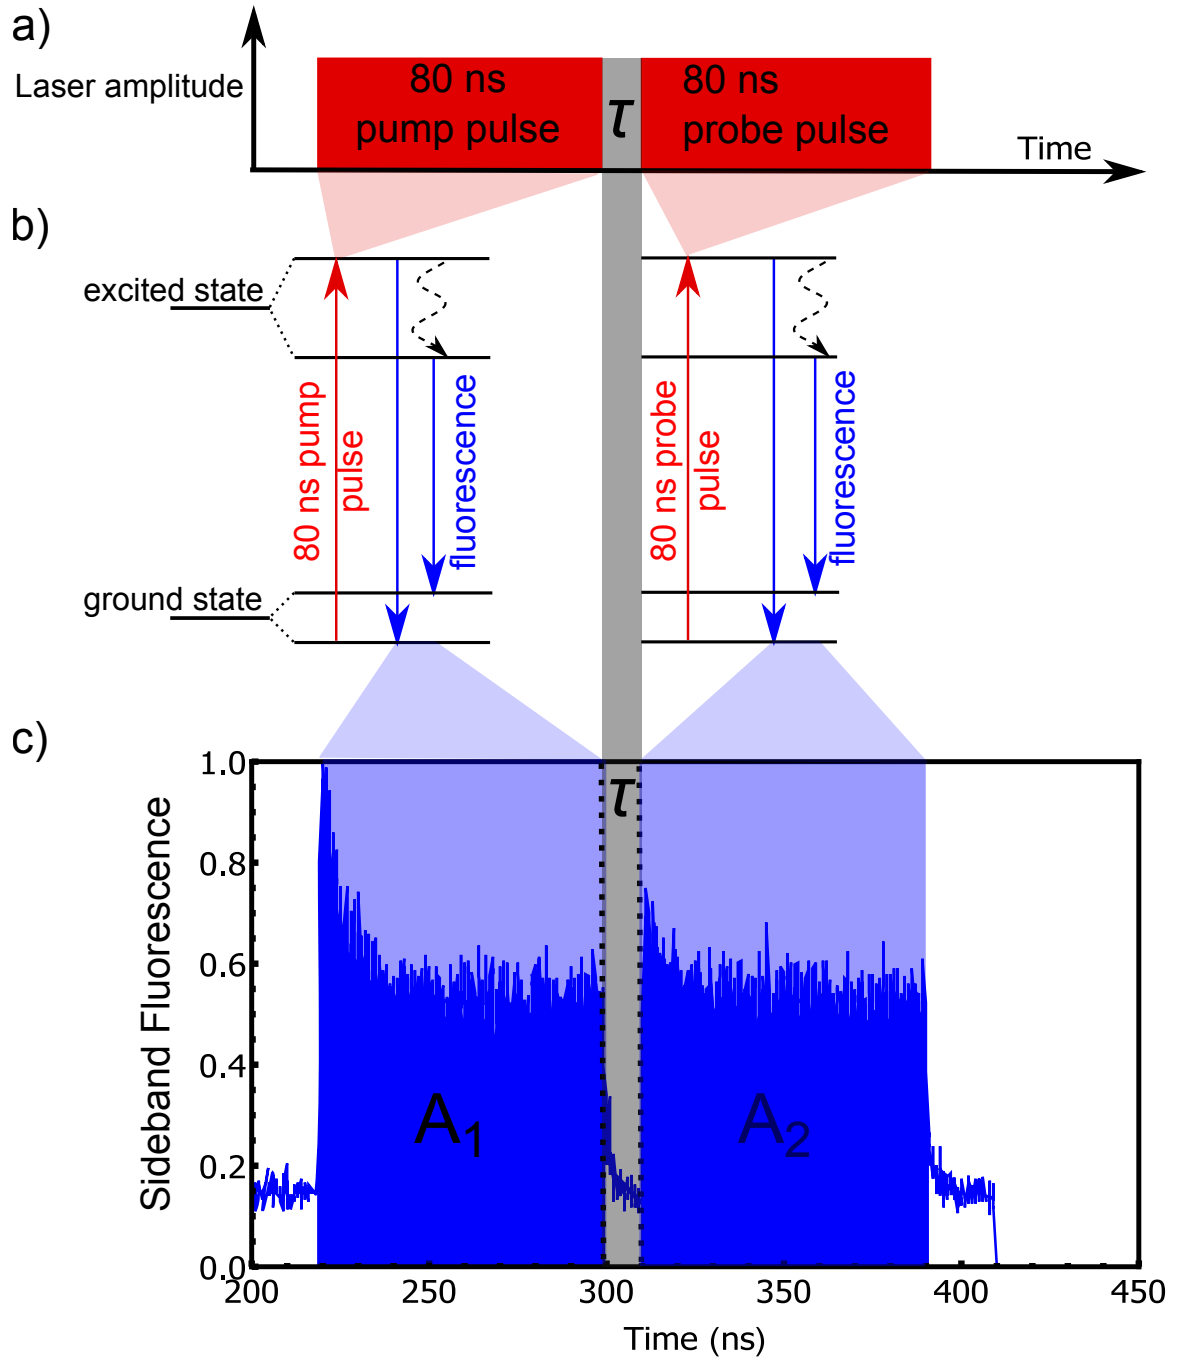 a)
Laser amplitude
80 ns
pump pulse
τ
80 ns
probe pulse
Time
b)
excited state
80 ns pump
pulse
fluorescence
80 ns probe
pulse
fluorescence
ground state
c)
Sideband Fluorescence
1.0
0.8
0.6
0.4
0.2
0.0
τ
A1
A2
200
250
300
350
400
450
Time (ns)